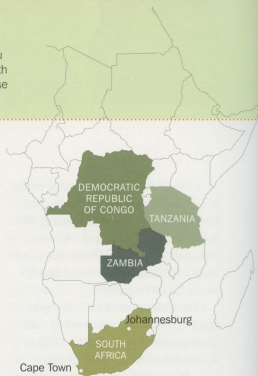 DEMOCRATIC
REPUBLIC
OF CONGO
TANZANIA
ZAMBIA
Johannesburg
SOUTH
AFRICA
Cape Town